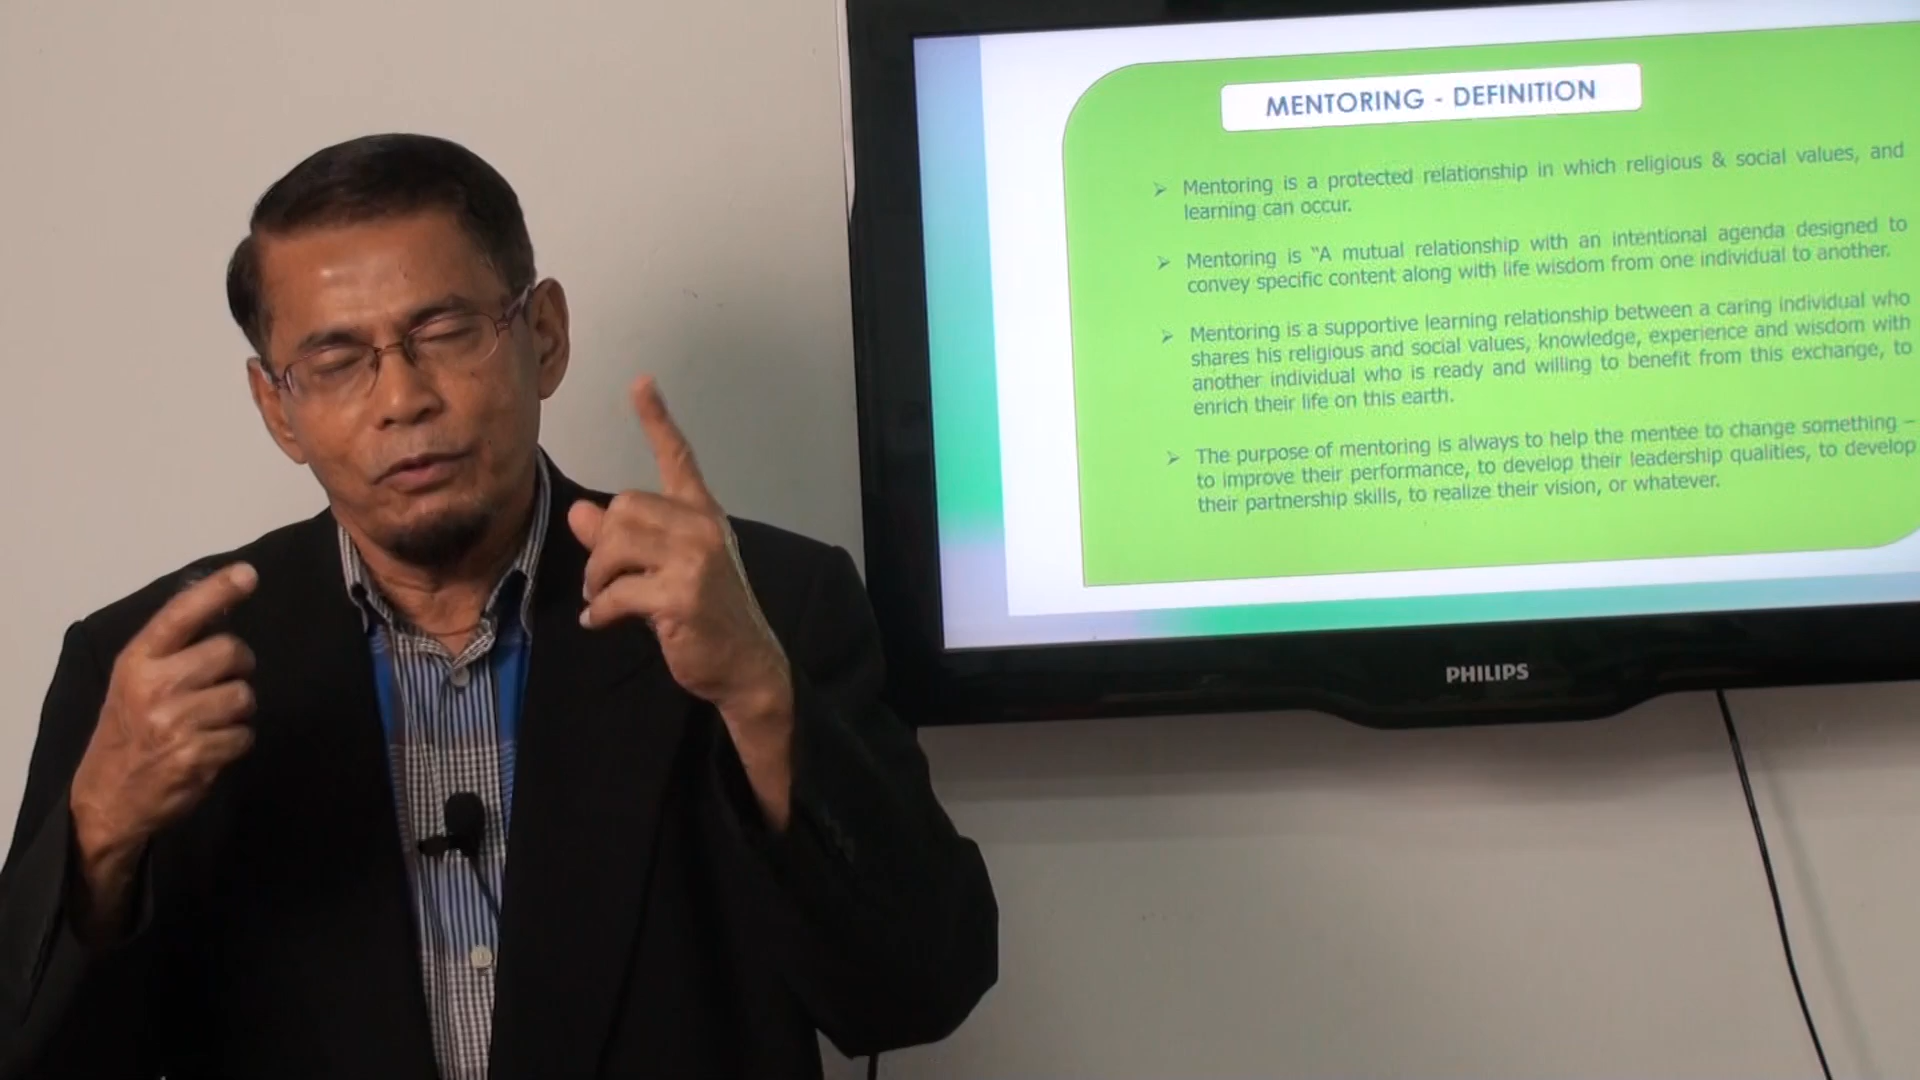 MENTORING - DEFINITION
➢ Mentoring is a protected relationship in which religious & social values, and
learning can occur.
➢ Mentoring is “A mutual relationship with an intentional agenda designed to
convey specific content along with life wisdom from one individual to another.
➢ Mentoring is a supportive learning relationship between a caring individual who
shares his religious and social values, knowledge, experience and wisdom with
another individual who is ready and willing to benefit from this exchange, to
enrich their life on this earth.
➢ The purpose of mentoring is always to help the mentee to change something –
to improve their performance, to develop their leadership qualities, to develop
their partnership skills, to realize their vision, or whatever.
PHILIPS